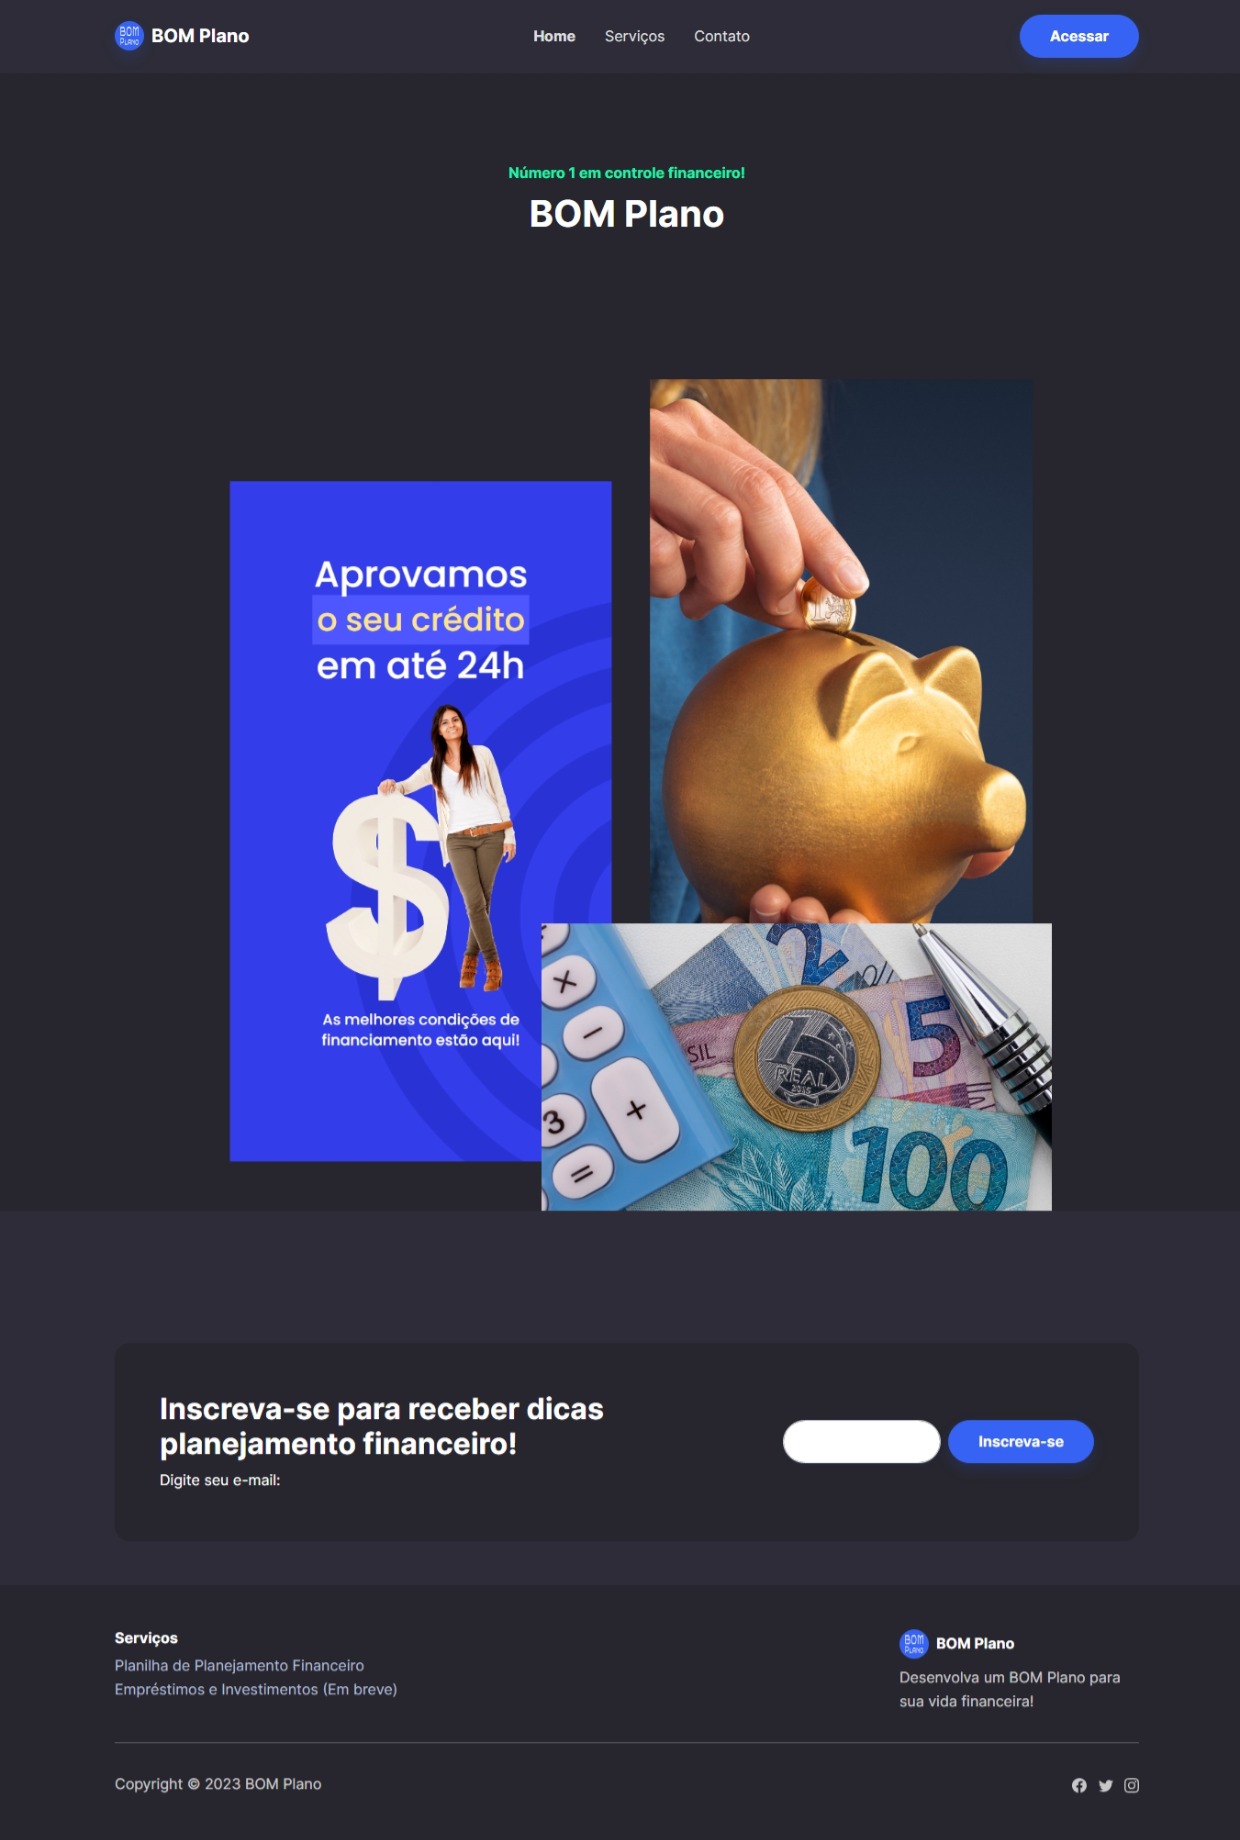 BOM Plano
BOM Plano
Home
Serviços
Contato
Acessar
Número 1 em controle financeiro!
BOM Plano
Aprovamos
o seu crédito
em até 24h
$
As melhores condições de
financiamento estão aqui!
×
−
+
3
=
2
SIL
5
1
REAL
100
Inscreva-se para receber dicas
planejamento financeiro!
Digite seu e-mail:
Inscreva-se
Serviços
Planilha de Planejamento Financeiro
Empréstimos e Investimentos (Em breve)
BOM Plano
BOM Plano
Desenvolva um BOM Plano para
sua vida financeira!
Copyright © 2023 BOM Plano